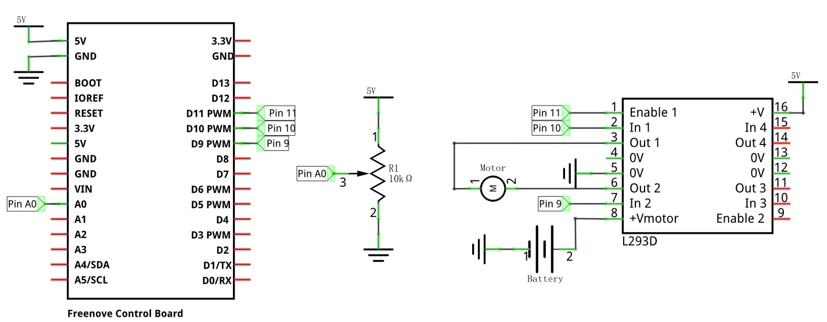 5V
5V 3.3V
GND GND
BOOT D13
IOREF D12
RESET D11 PWM Pin 11
3.3V D10 PWM Pin 10
5V D9 PWM Pin 9
GND D8
GND D7
VIN D6 PWM
Pin A0 A0 D5 PWM
A1 D4
A2 D3 PWM
A3 D2
A4/SDA D1/TX
A5/SCL D0/RX
Freenove Control Board
5V
1
Pin A0 3 R1
10kΩ
2
5V
Pin 11 1 Enable 1 +V 16
Pin 10 2 In 1 In 4 15
3 Out 1 Out 4 14
4 0V 0V 13
5 0V 0V 12
Motor
1 M 2 6 Out 2 Out 3 11
Pin 9 7 In 2 In 3 10
8 +Vmotor Enable 2 9
L293D
1 2
Battery